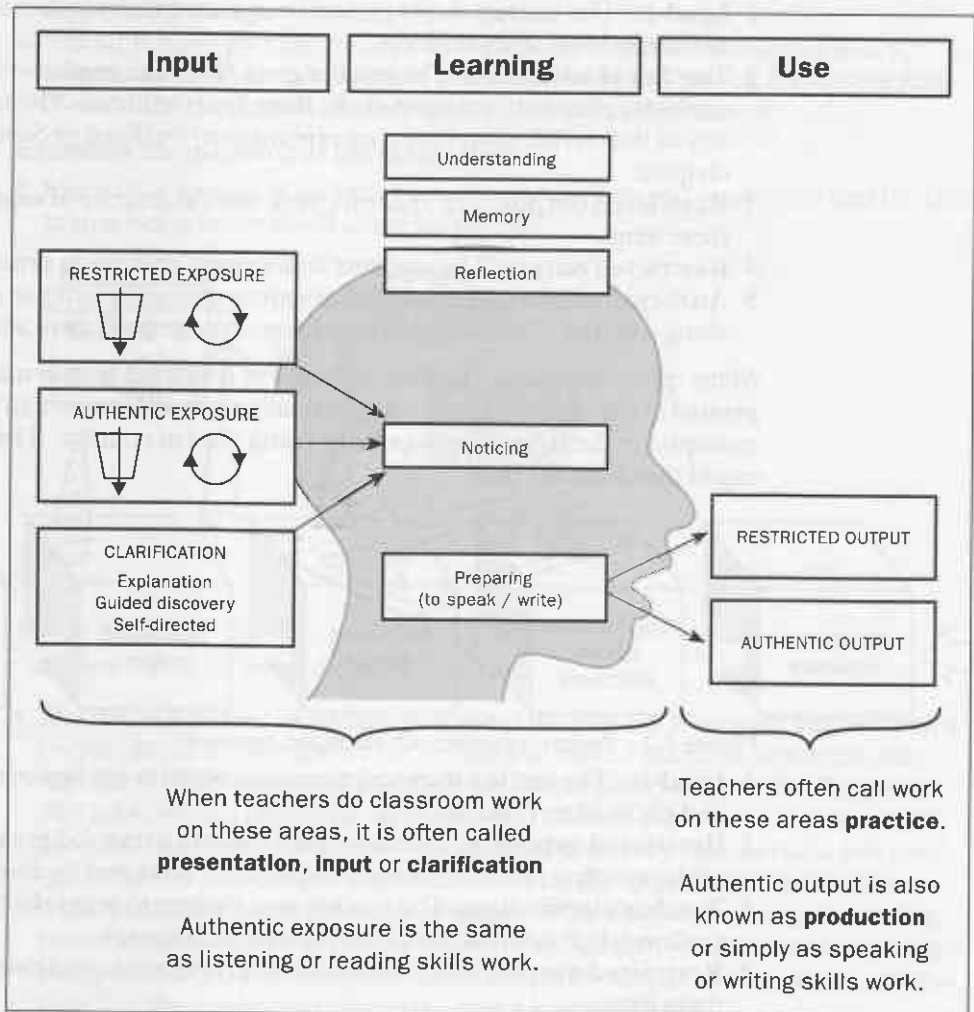 Input
Learning
Use
Understanding
Memory
Reflection
RESTRICTED EXPOSURE
AUTHENTIC EXPOSURE
Noticing
CLARIFICATION
Explanation
Guided discovery
Self-directed
Preparing
(to speak / write)
RESTRICTED OUTPUT
AUTHENTIC OUTPUT
When teachers do classroom work
on these areas, it is often called
presentation, input or clarification
Authentic exposure is the same
as listening or reading skills work.
Teachers often call work
on these areas practice.
Authentic output is also
known as production
or simply as speaking
or writing skills work.